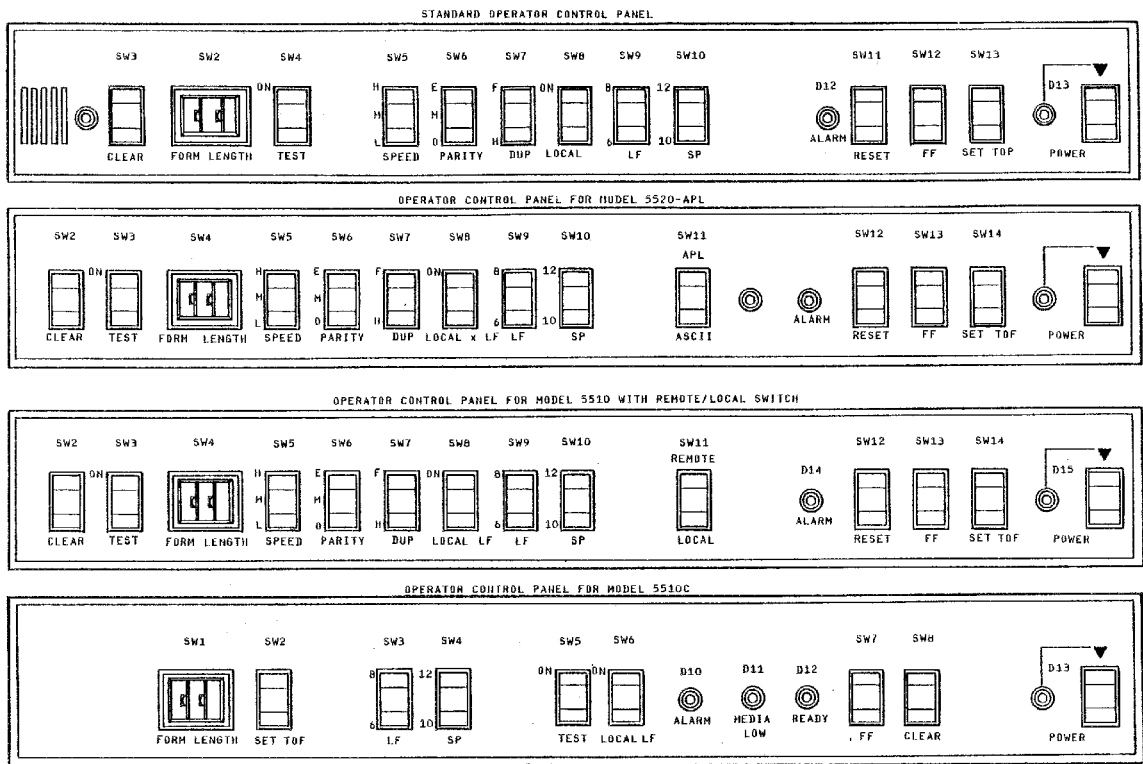 STANDARD OPERATOR CONTROL PANEL
SW3 SW2 SW4 SW5 SW6 SW7 SW8 SW9 SW10 SW11 SW12 SW13
ON H E F ON 8 12 D12 D13
M M
L O H 6 10 ALARM
CLEAR FORM LENGTH TEST SPEED PARITY DUP LOCAL LF SP RESET FF SET TOP POWER
OPERATOR CONTROL PANEL FOR MODEL 5520-APL
SW2 SW3 SW4 SW5 SW6 SW7 SW8 SW9 SW10 SW11 SW12 SW13 SW14
APL
ON H E F ON 8 12
M M
L O H 6 10 ALARM
CLEAR TEST FORM LENGTH SPEED PARITY DUP LOCAL x LF LF SP ASCII RESET FF SET TOF POWER
OPERATOR CONTROL PANEL FOR MODEL 5510 WITH REMOTE/LOCAL SWITCH
SW2 SW3 SW4 SW5 SW6 SW7 SW8 SW9 SW10 SW11 SW12 SW13 SW14
REMOTE
ON H E F ON 8 12 D14 D15
M M
L O H 6 10 ALARM
CLEAR TEST FORM LENGTH SPEED PARITY DUP LOCAL LF LF SP LOCAL RESET FF SET TOF POWER
OPERATOR CONTROL PANEL FOR MODEL 5510C
SW1 SW2 SW3 SW4 SW5 SW6 SW7 SW8
8 12 ON ON D10 D11 D12 D13
6 10 ALARM MEDIA READY
FORM LENGTH SET TOF LF SP TEST LOCAL LF LOW FF CLEAR POWER